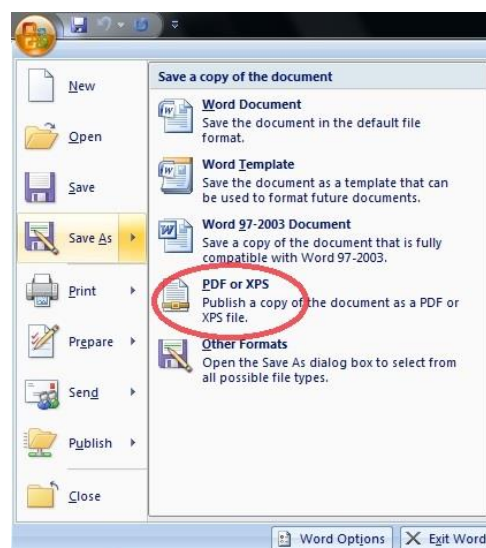 New
Open
Save
Save As
Print
Prepare
Send
Publish
Close
Save a copy of the document
Word Document
Save the document in the default file
format.
Word Template
Save the document as a template that can
be used to format future documents.
Word 97-2003 Document
Save a copy of the document that is fully
compatible with Word 97-2003.
PDF or XPS
Publish a copy of the document as a PDF or
XPS file.
Other Formats
Open the Save As dialog box to select from
all possible file types.
Word Options
Exit Word